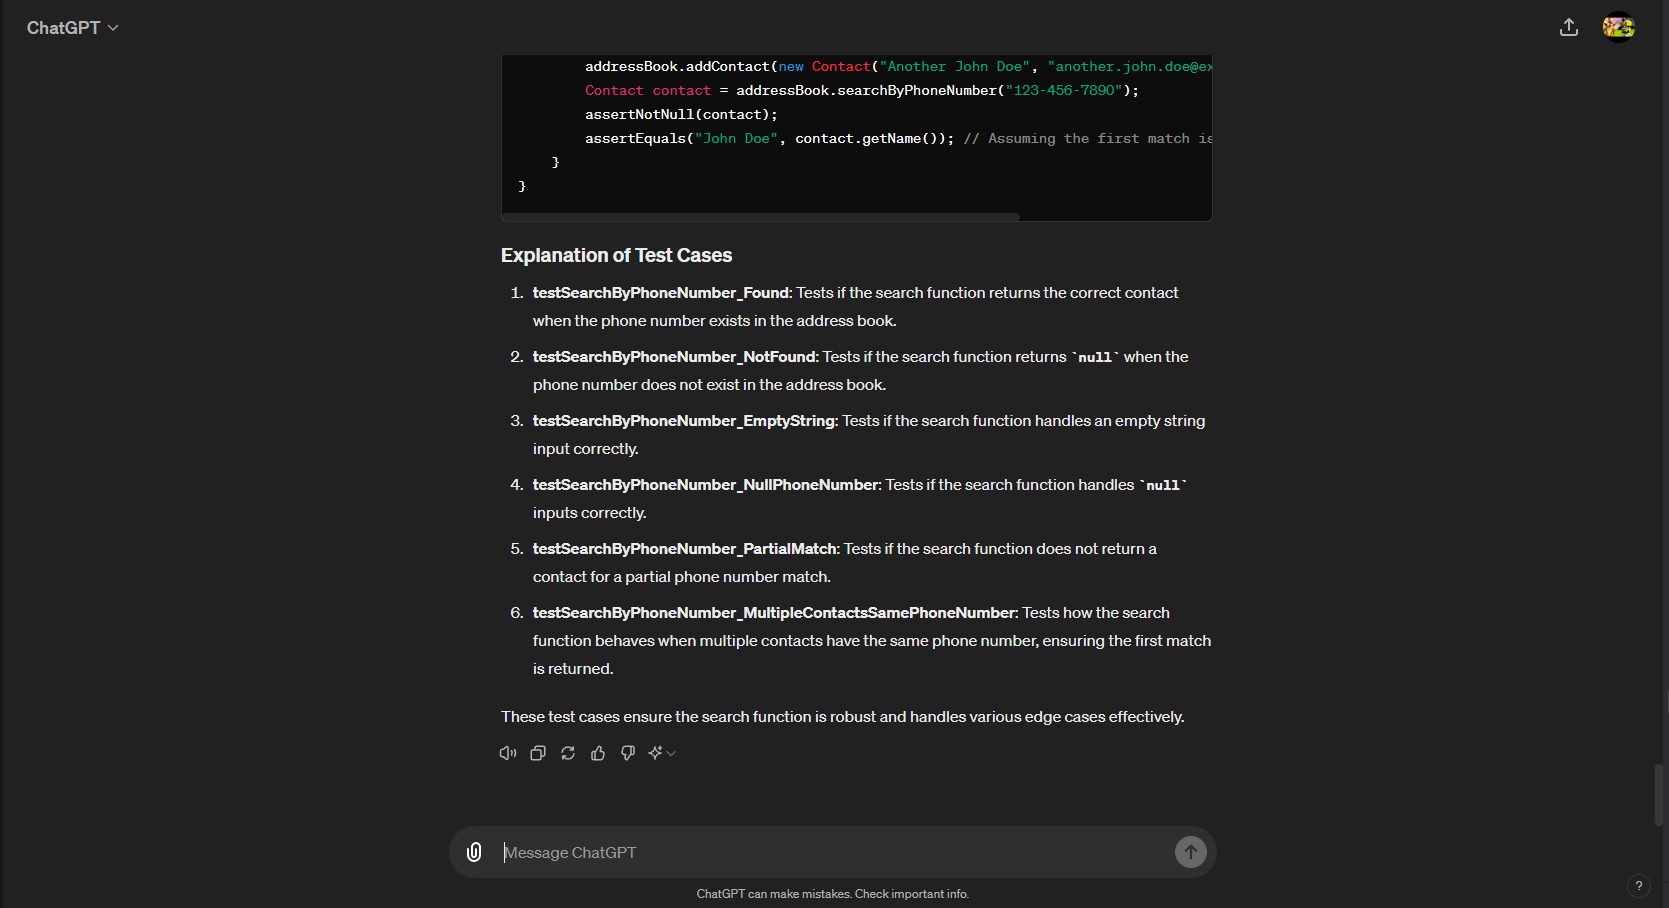 ChatGPT
addressBook.addContact(new Contact("Another John Doe", "another.john.doe@ex
Contact contact = addressBook.searchByPhoneNumber("123-456-7890");
assertNotNull(contact);
assertEquals("John Doe", contact.getName()); // Assuming the first match is
}
}
Explanation of Test Cases
1. testSearchByPhoneNumber_Found: Tests if the search function returns the correct contact
when the phone number exists in the address book.
2. testSearchByPhoneNumber_NotFound: Tests if the search function returns `null` when the
phone number does not exist in the address book.
3. testSearchByPhoneNumber_EmptyString: Tests if the search function handles an empty string
input correctly.
4. testSearchByPhoneNumber_NullPhoneNumber: Tests if the search function handles `null`
inputs correctly.
5. testSearchByPhoneNumber_PartialMatch: Tests if the search function does not return a
contact for a partial phone number match.
6. testSearchByPhoneNumber_MultipleContactsSamePhoneNumber: Tests how the search
function behaves when multiple contacts have the same phone number, ensuring the first match
is returned.
These test cases ensure the search function is robust and handles various edge cases effectively.
Message ChatGPT
ChatGPT can make mistakes. Check important info.
?